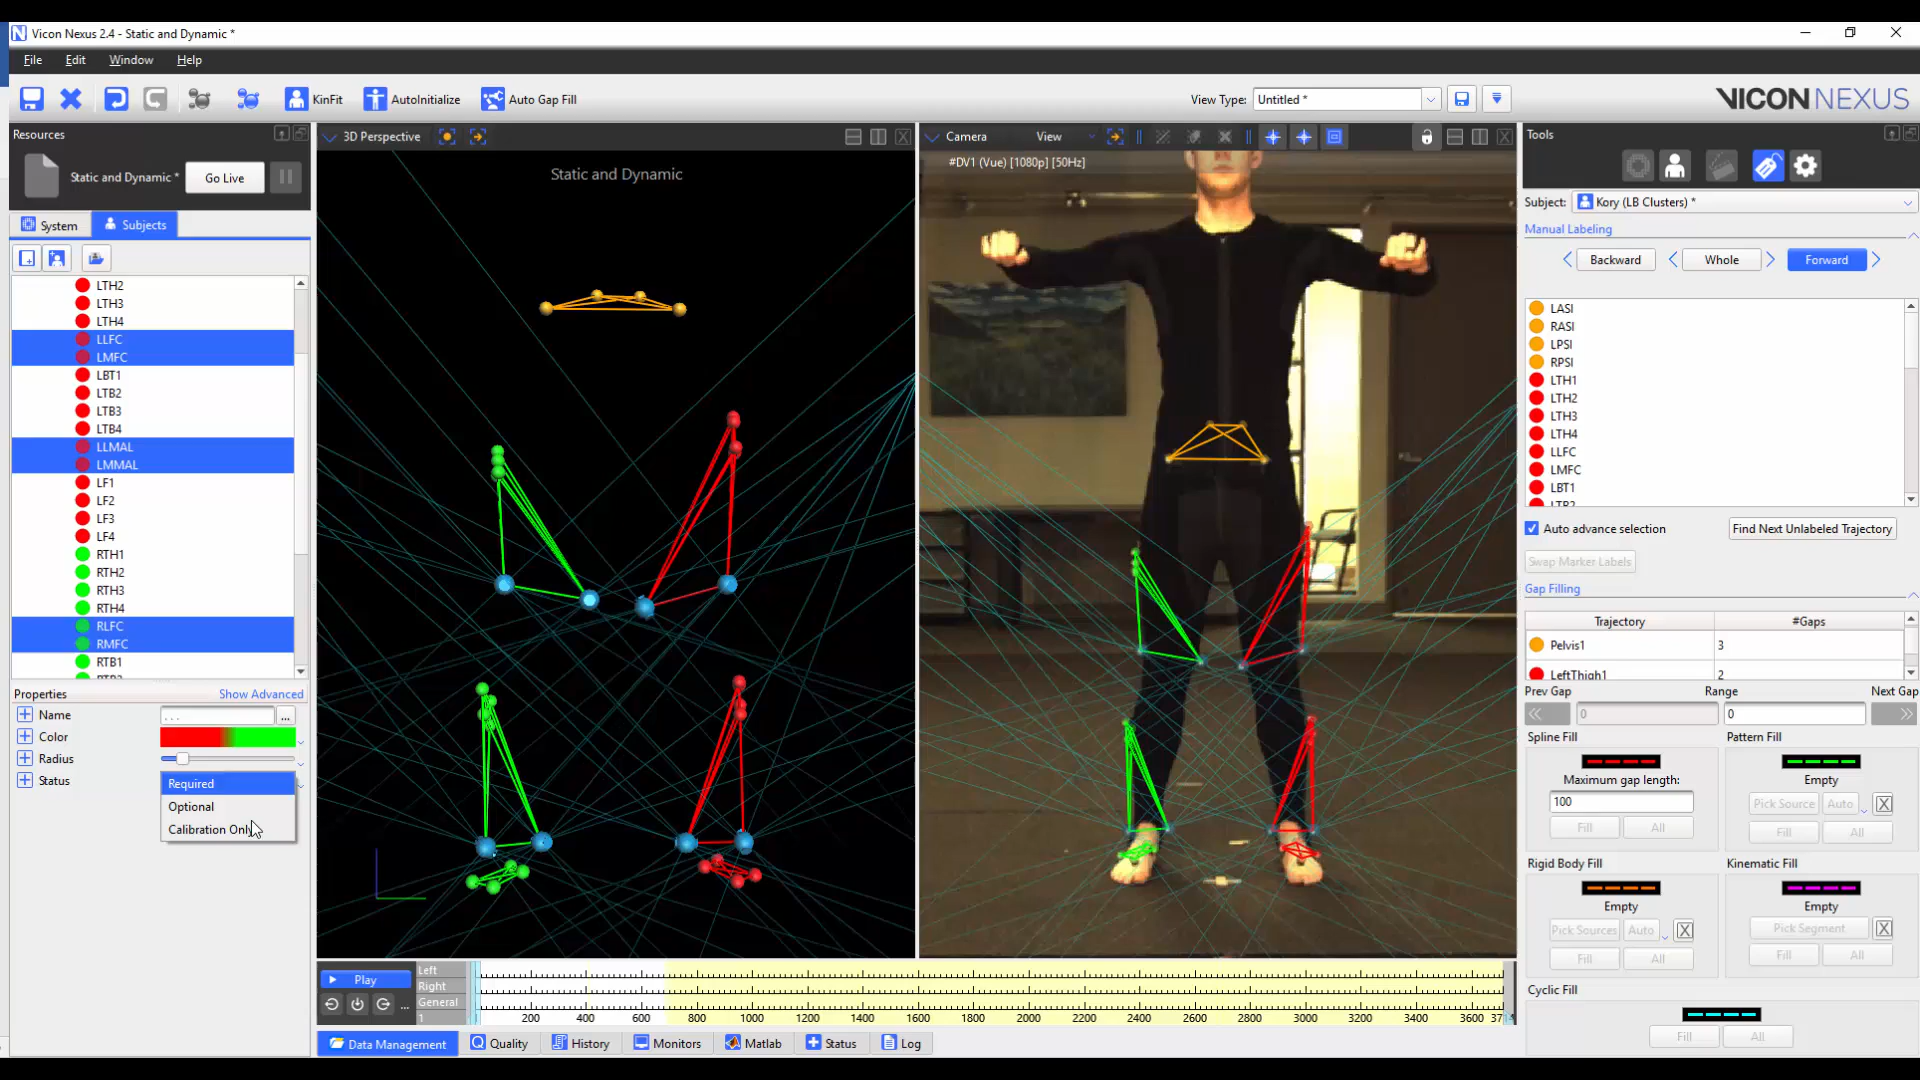 Vicon Nexus 2.4 - Static and Dynamic *
File Edit Window Help
KinFit AutoInitialize Auto Gap Fill
View Type: Untitled *
VICON NEXUS
Resources
Static and Dynamic * Go Live
System Subjects
LTH2
LTH3
LTH4
LLFC
LMFC
LBT1
LTB2
LTB3
LTB4
LLMAL
LMMAL
LF1
LF2
LF3
LF4
RTH1
RTH2
RTH3
RTH4
RLFC
RMFC
RTB1
Properties Show Advanced
Name ... ...
Color
Radius
Status
Required
Optional
Calibration Only
3D Perspective
Static and Dynamic
Camera View
#DV1 (Vue) [1080p] [50Hz]
Play
Left
Right
General
1
200 400 600 800 1000 1200 1400 1600 1800 2000 2200 2400 2600 2800 3000 3200 3400 3600
Data Management Quality History Monitors Matlab Status Log
Tools
Subject: Kory (LB Clusters) *
Manual Labeling
Backward Whole Forward
LASI
RASI
LPSI
RPSI
LTH1
LTH2
LTH3
LTH4
LLFC
LMFC
LBT1
LTB2
Auto advance selection Find Next Unlabeled Trajectory
Swap Marker Labels
Gap Filling
Trajectory #Gaps
Pelvis1 3
LeftThigh1 2
Prev Gap Range Next Gap
0 0
Spline Fill
Maximum gap length:
100
Fill All
Pattern Fill
Empty
Pick Source Auto X
Fill All
Rigid Body Fill
Empty
Pick Sources Auto X
Fill All
Kinematic Fill
Empty
Pick Segment X
Fill All
Cyclic Fill
Fill All